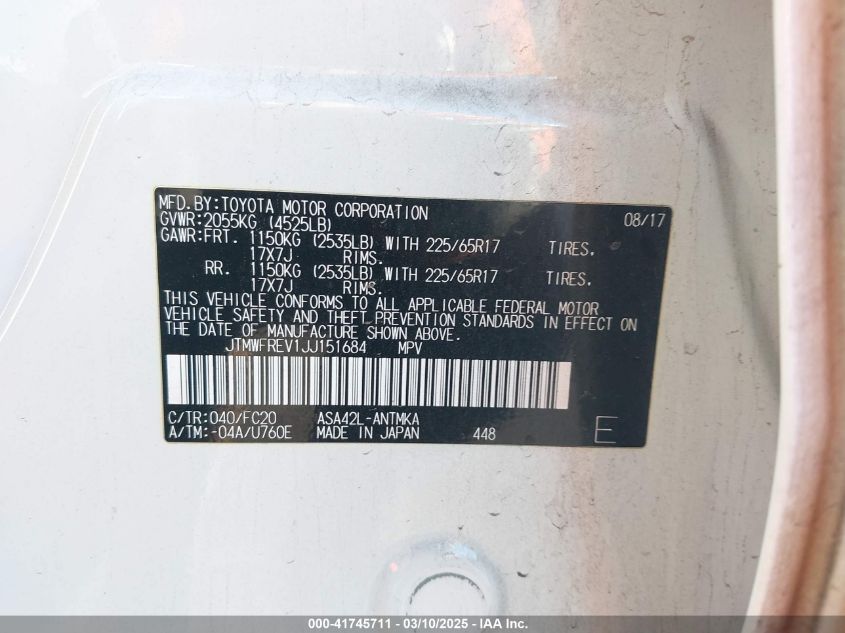 MFD.BY:TOYOTA MOTOR CORPORATION 08/17
GVWR:2055KG (4525LB)
GAWR:FRT. 1150KG (2535LB) WITH 225/65R17 TIRES.
17X7J RIMS.
RR. 1150KG (2535LB) WITH 225/65R17 TIRES.
17X7J RIMS.
THIS VEHICLE CONFORMS TO ALL APPLICABLE FEDERAL MOTOR
VEHICLE SAFETY AND THEFT PREVENTION STANDARDS IN EFFECT ON
THE DATE OF MANUFACTURE SHOWN ABOVE.
JTMWFREV1JJ151684 MPV
C/TR:040/FC20 ASA42L-ANTMKA
A/TM:-04A/U760E MADE IN JAPAN 448 E
000-41745711 - 03/10/2025 - IAA Inc.